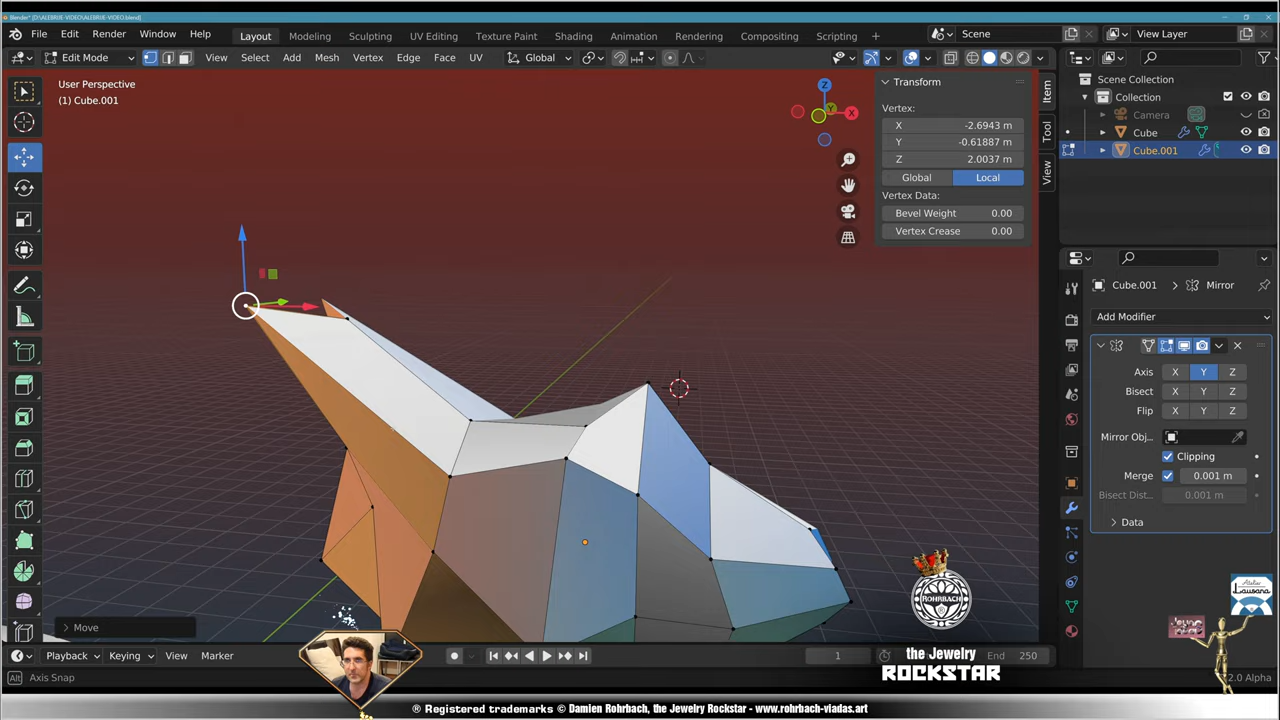 Blender* [D:\ALEBRIJE-VIDEO\ALEBRIJE-VIDEO.blend]
File Edit Render Window Help Layout Modeling Sculpting UV Editing Texture Paint Shading Animation Rendering Compositing Scripting Scene View Layer
Edit Mode View Select Add Mesh Vertex Edge Face UV Global
User Perspective
(1) Cube.001
Z
Y
X
Transform
Vertex:
X -2.6943 m
Y -0.61887 m
Z 2.0037 m
Global Local
Vertex Data:
Bevel Weight 0.00
Vertex Crease 0.00
Item
Tool
View
Scene Collection
Collection
Camera
Cube
Cube.001
Cube.001 > Mirror
Add Modifier
Axis X Y Z
Bisect X Y Z
Flip X Y Z
Mirror Obj...
Clipping
Merge 0.001 m
Bisect Dist... 0.001 m
Data
Move
Playback Keying View Marker 1 End 250
Alt Axis Snap
2.0 Alpha
ROHRBACH
the Jewelry
ROCKSTAR
Atelier
Lausara
® Registered trademarks © Damien Rohrbach, the Jewelry Rockstar - www.rohrbach-viadas.art